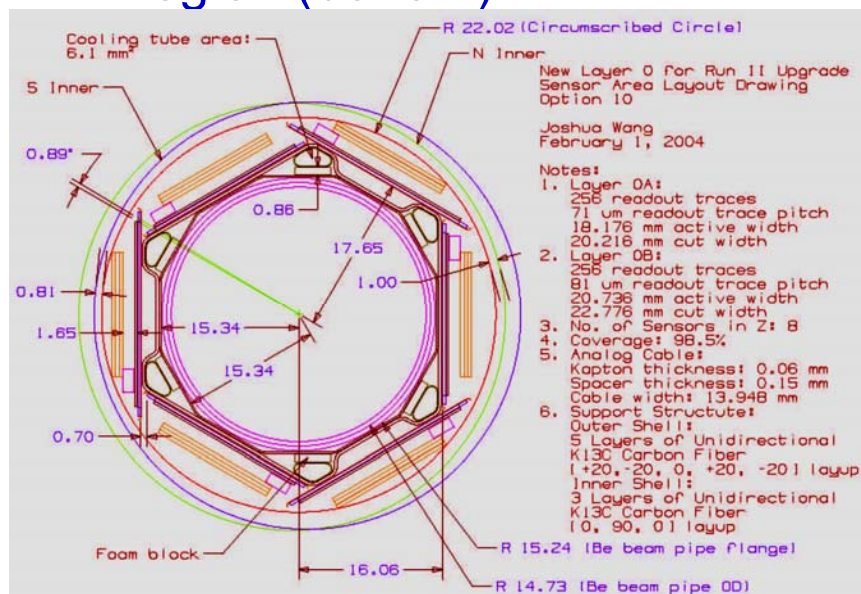 Cooling tube area:
6.1 mm²
R 22.02 (Circumscribed Circle)
N Inner
S Inner
New Layer 0 for Run II Upgrade
Sensor Area Layout Drawing
Option 10
Joshua Wang
February 1, 2004
0.89°
0.86
17.65
1.00
0.81
1.65
15.34
15.34
0.70
Notes:
1. Layer 0A:
256 readout traces
71 um readout trace pitch
18.176 mm active width
20.216 mm cut width
2. Layer 0B:
256 readout traces
81 um readout trace pitch
20.736 mm active width
22.776 mm cut width
3. No. of Sensors in Z: 8
4. Coverage: 98.5%
5. Analog Cable:
Kapton thickness: 0.06 mm
Spacer thickness: 0.15 mm
Cable width: 13.948 mm
6. Support Structute:
Outer Shell:
5 Layers of Unidirectional
K13C Carbon Fiber
[+20,-20, 0, +20, -20] layup
Inner Shell:
3 Layers of Unidirectional
K13C Carbon Fiber
[0, 90, 0] layup
Foam block
16.06
R 15.24 (Be beam pipe flange)
R 14.73 (Be beam pipe OD)